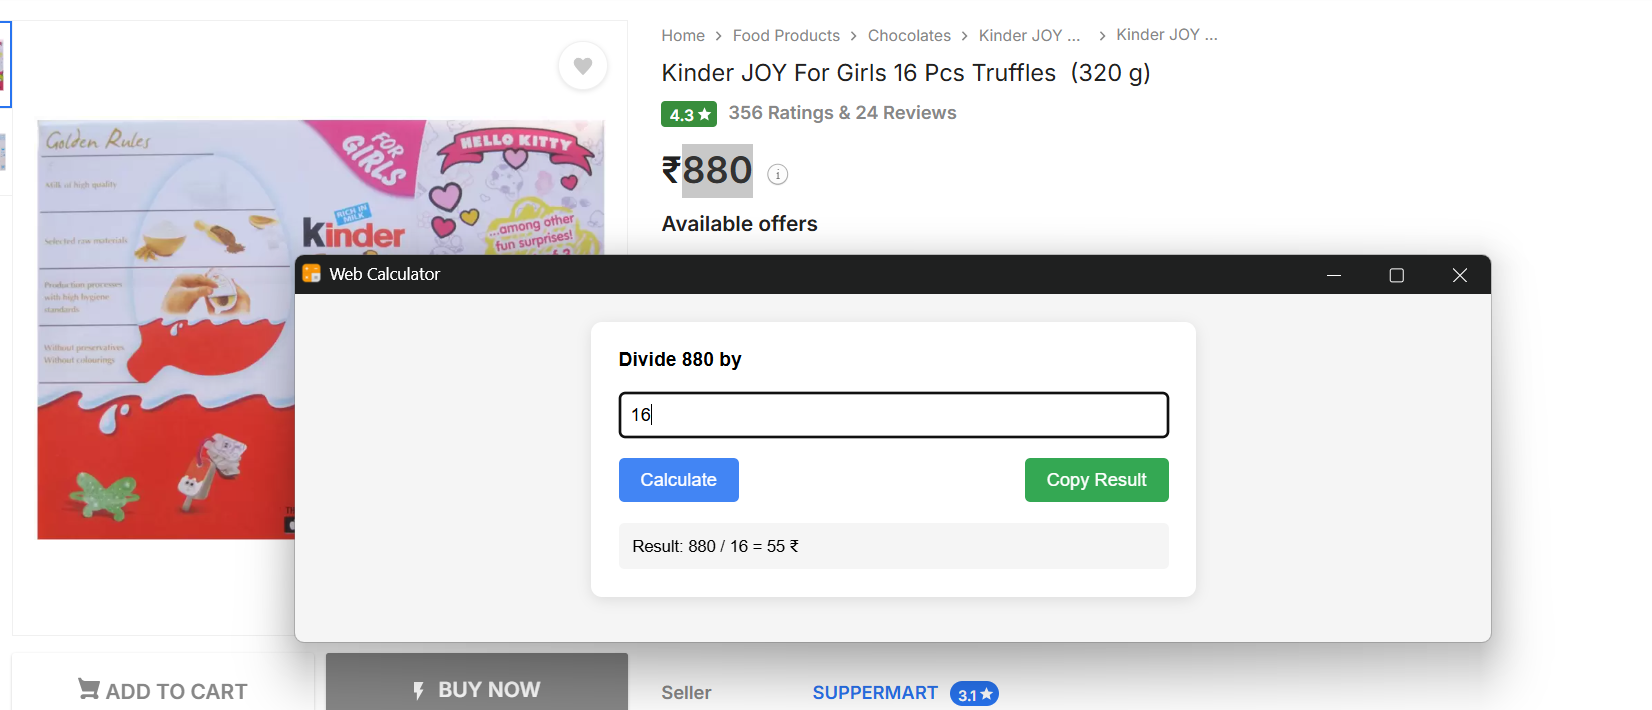 Home > Food Products > Chocolates > Kinder JOY ... > Kinder JOY ...
Kinder JOY For Girls 16 Pcs Truffles (320 g)
4.3★ 356 Ratings & 24 Reviews
₹880
Available offers
Golden Rules
Milk of high quality
Selected raw materials
Production processes
with high hygiene
standards
Without preservatives
Without colourings
FOR
GIRLS
HELLO KITTY
RICH IN
MILK
kinder
...among other
fun surprises!
Web Calculator
Divide 880 by
16
Calculate
Copy Result
Result: 880 / 16 = 55 ₹
ADD TO CART
BUY NOW
Seller
SUPPERMART 3.1★